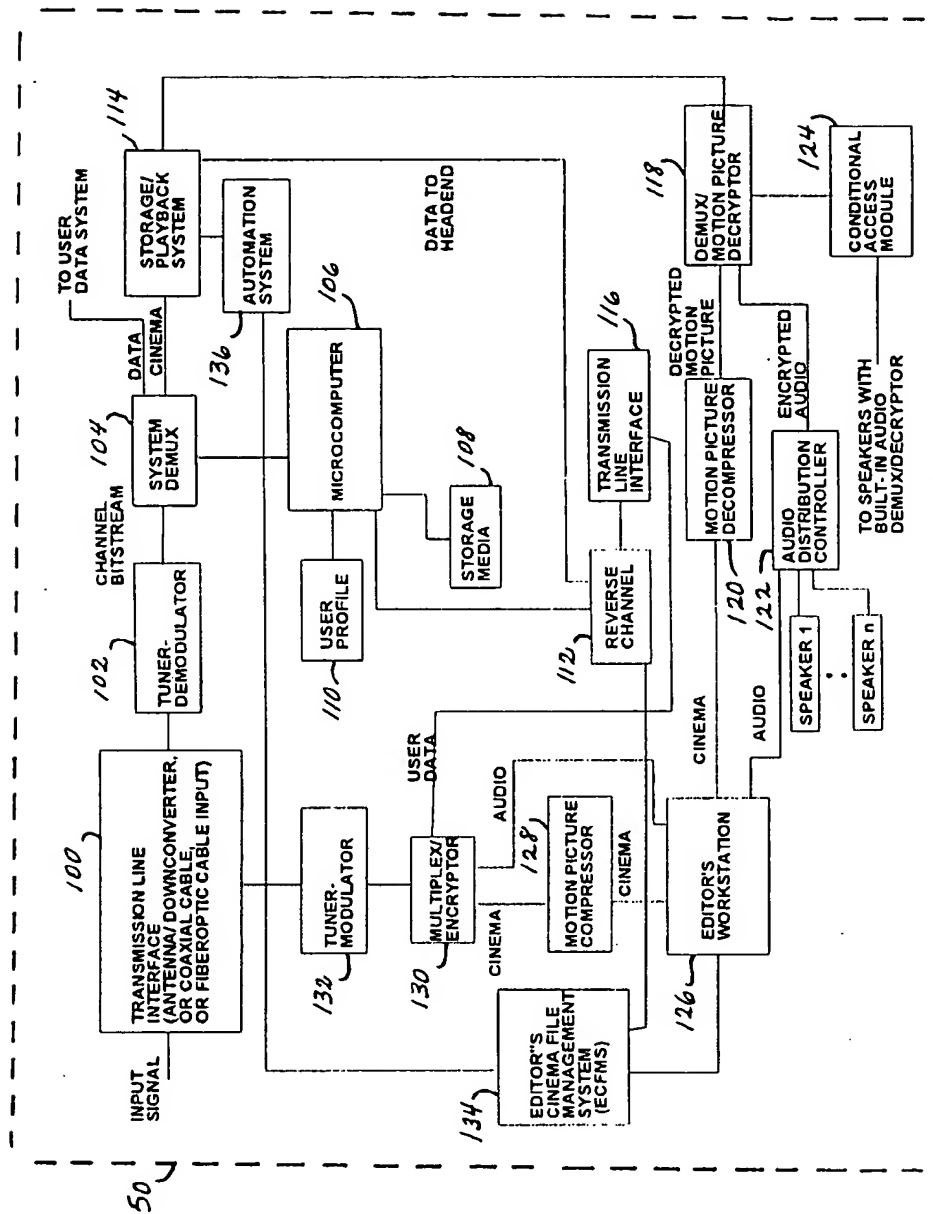 50
100
INPUT
SIGNAL
TRANSMISSION LINE
INTERFACE
(ANTENNA/DOWNCONVERTER,
OR COAXIAL CABLE,
OR FIBEROPTIC CABLE INPUT)
102
TUNER-
DEMODULATOR
CHANNEL
BITSTREAM
104
SYSTEM
DEMUX
TO USER
DATA SYSTEM
DATA
CINEMA
114
STORAGE/
PLAYBACK
SYSTEM
136
AUTOMATION
SYSTEM
106
MICROCOMPUTER
110
USER
PROFILE
108
STORAGE
MEDIA
DATA TO
HEADEND
132
TUNER-
MODULATOR
USER
DATA
130
MULTIPLEX/
ENCRYPTOR
CINEMA
AUDIO
128
MOTION PICTURE
COMPRESSOR
CINEMA
112
REVERSE
CHANNEL
116
TRANSMISSION
LINE
INTERFACE
134
EDITOR"S
CINEMA FILE
MANAGEMENT
SYSTEM
(ECFMS)
126
EDITOR'S
WORKSTATION
CINEMA
AUDIO
120
MOTION PICTURE
DECOMPRESSOR
DECRYPTED
MOTION
PICTURE
118
DEMUX/
MOTION PICTURE
DECRYPTOR
ENCRYPTED
AUDIO
122
AUDIO
DISTRIBUTION
CONTROLLER
SPEAKER 1
SPEAKER n
124
CONDITIONAL
ACCESS
MODULE
TO SPEAKERS WITH
BUILT- IN AUDIO
DEMUX/DECRYPTOR